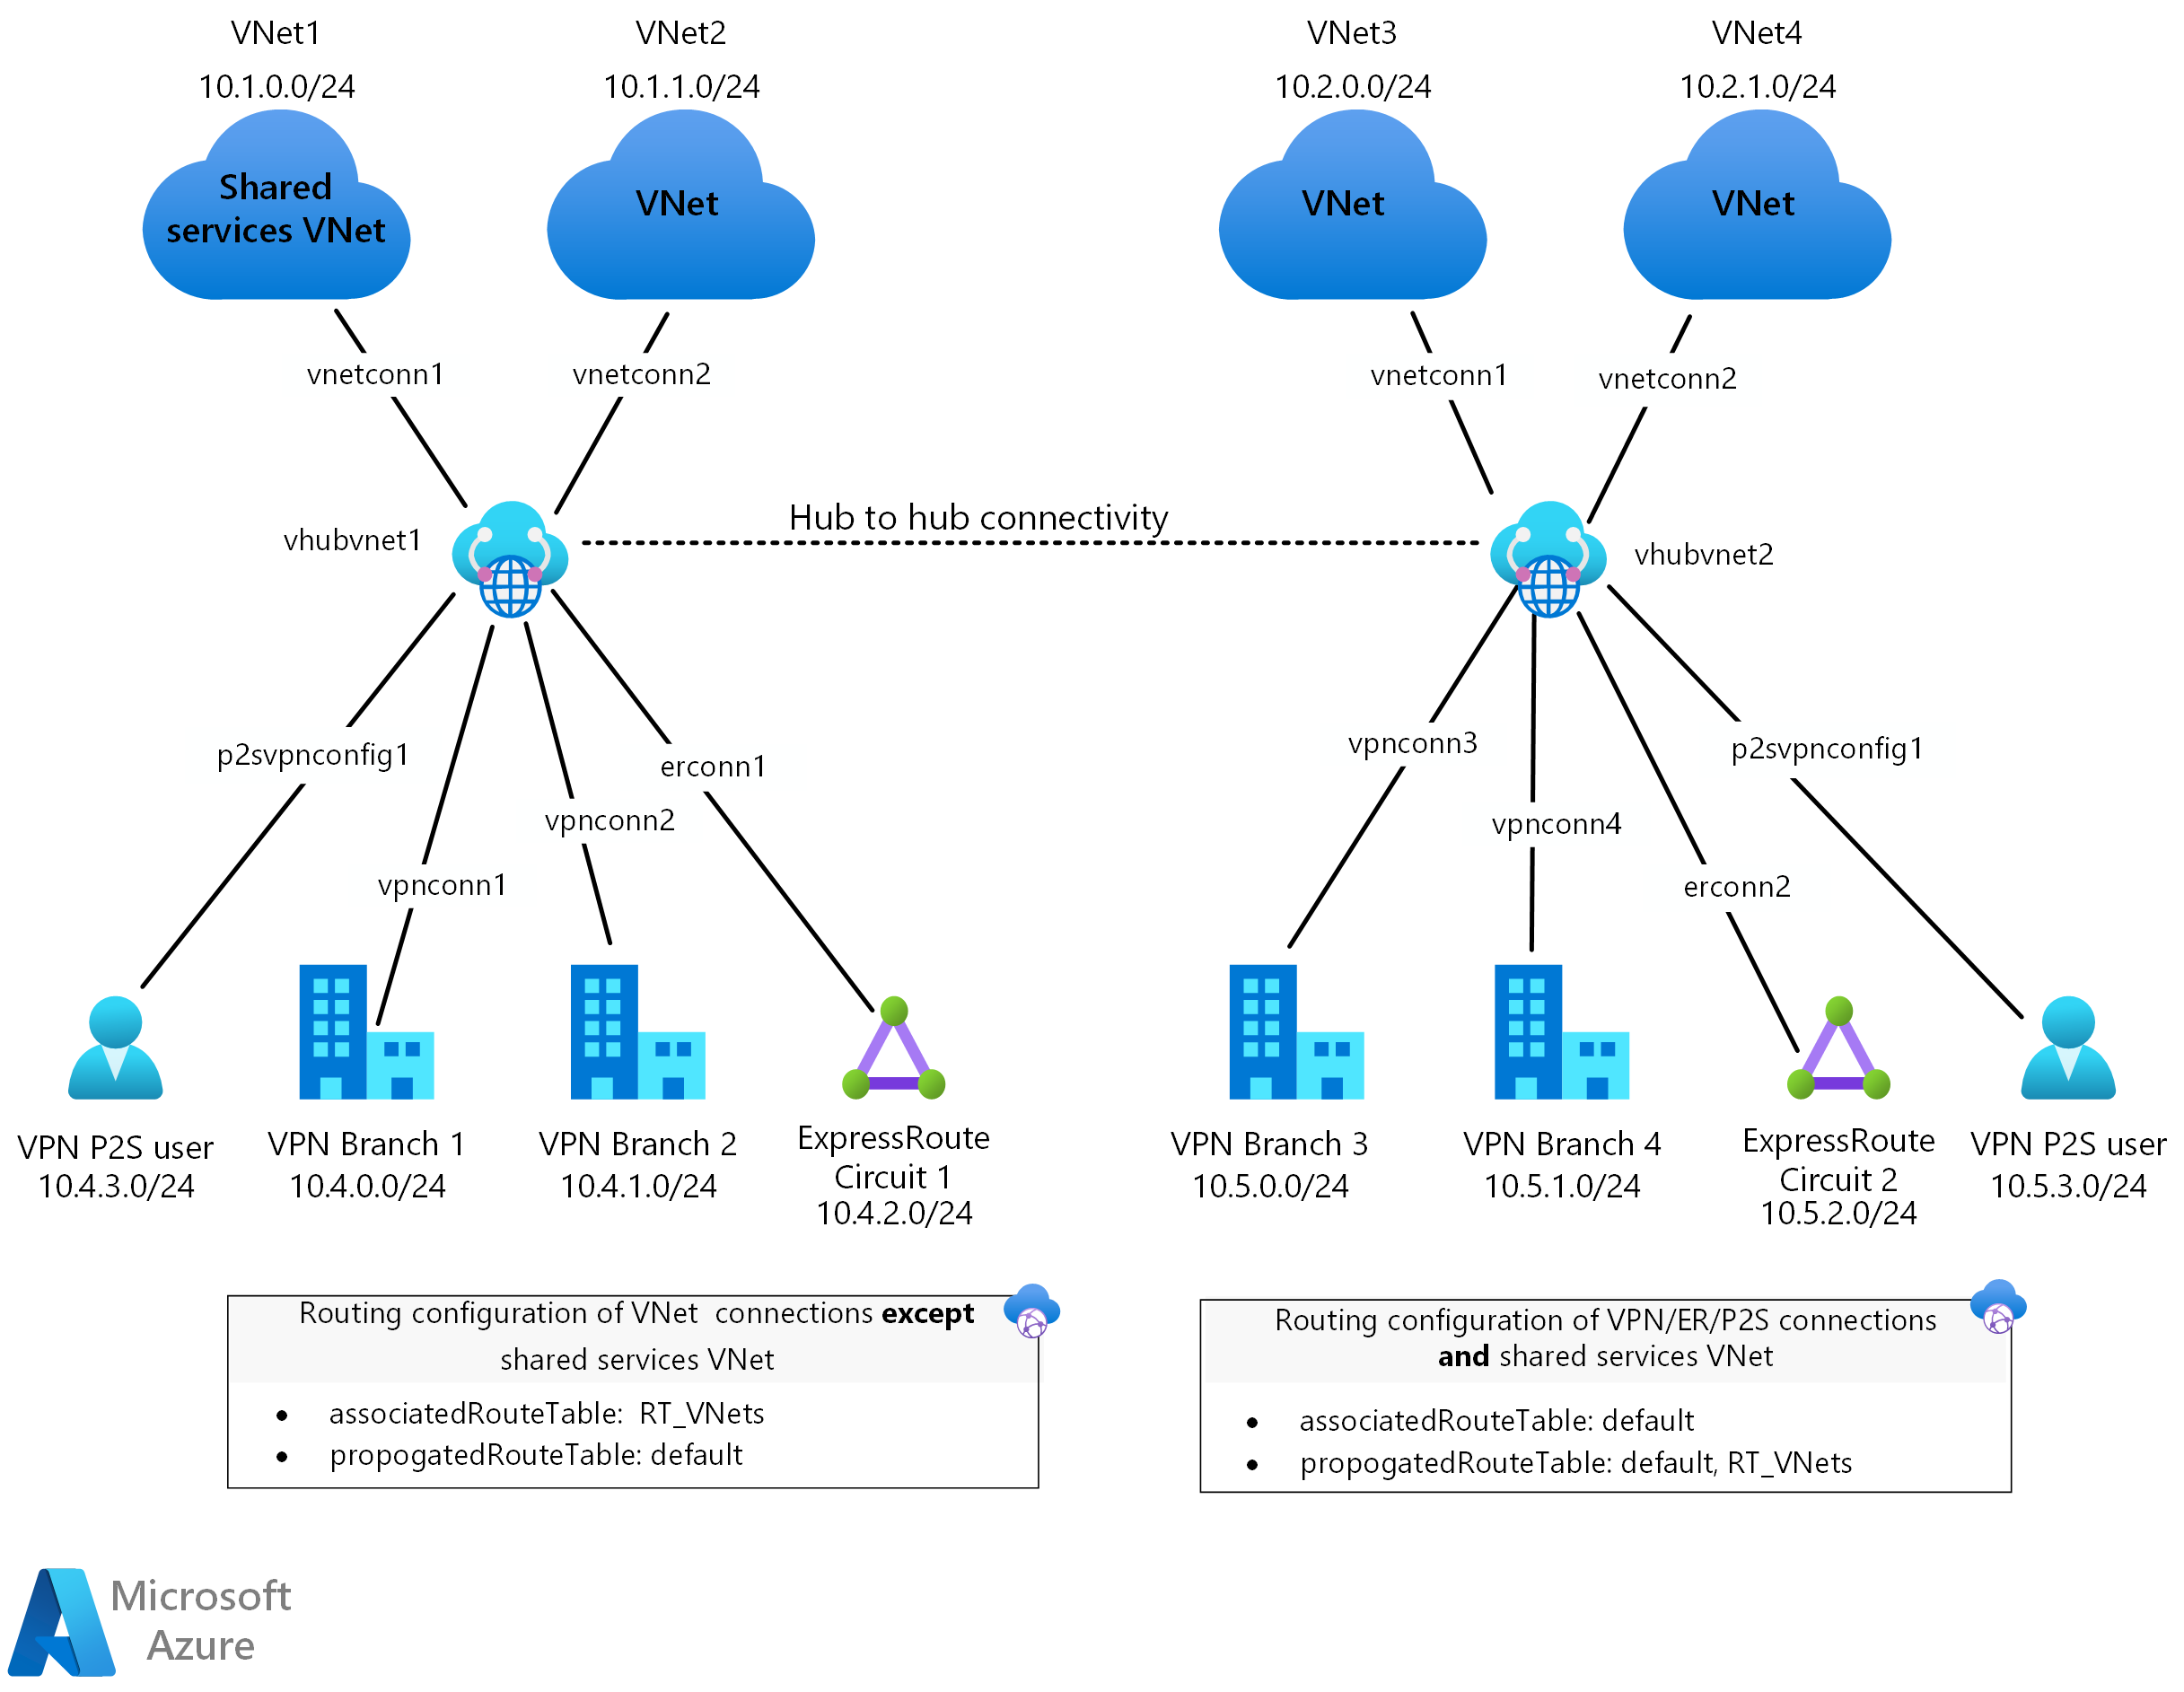 VNet1
10.1.0.0/24
VNet2
10.1.1.0/24
VNet3
10.2.0.0/24
VNet4
10.2.1.0/24
Shared
services VNet
VNet
VNet
VNet
vnetconn1
vnetconn2
vnetconn1
vnetconn2
vhubvnet1
Hub to hub connectivity
vhubvnet2
p2svpnconfig1
erconn1
vpnconn2
vpnconn1
vpnconn3
p2svpnconfig1
vpnconn4
erconn2
VPN P2S user
10.4.3.0/24
VPN Branch 1
10.4.0.0/24
VPN Branch 2
10.4.1.0/24
ExpressRoute
Circuit 1
10.4.2.0/24
VPN Branch 3
10.5.0.0/24
VPN Branch 4
10.5.1.0/24
ExpressRoute
Circuit 2
10.5.2.0/24
VPN P2S user
10.5.3.0/24
Routing configuration of VNet connections except
shared services VNet
• associatedRouteTable: RT_VNets
• propogatedRouteTable: default
Routing configuration of VPN/ER/P2S connections
and shared services VNet
• associatedRouteTable: default
• propogatedRouteTable: default, RT_VNets
Microsoft
Azure